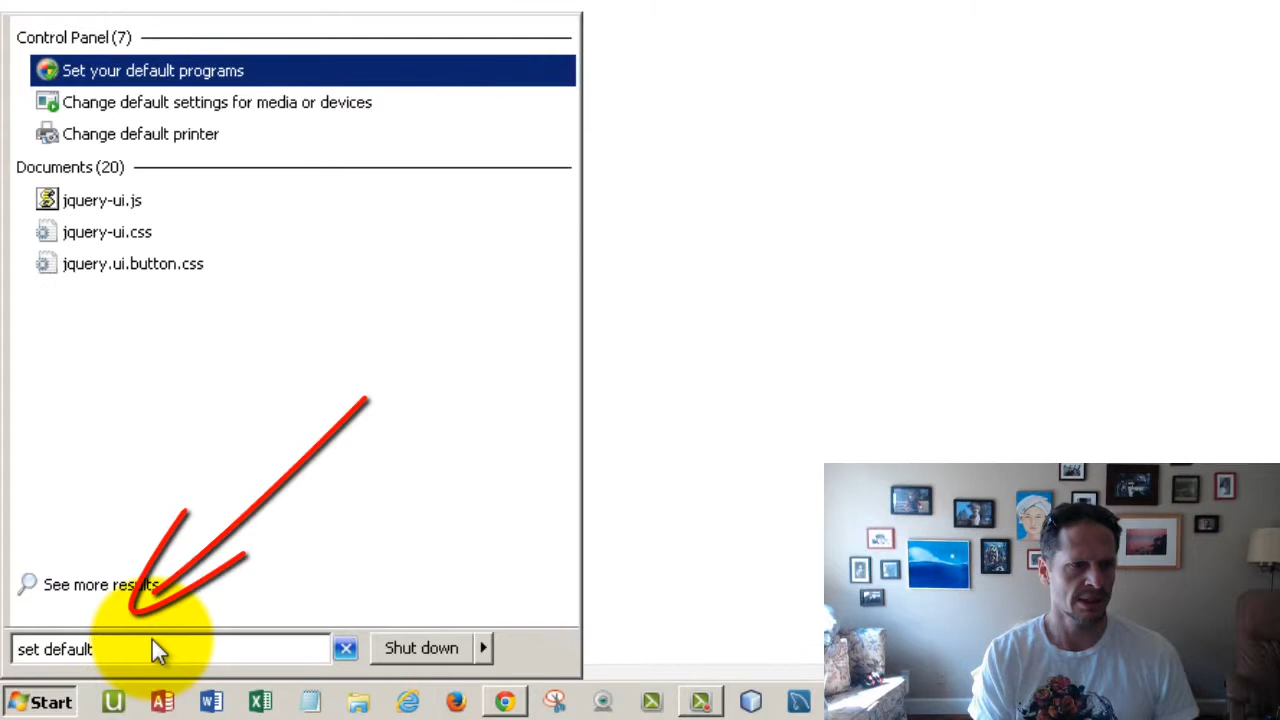 Control Panel (7)
Set your default programs
Change default settings for media or devices
Change default printer
Documents (20)
jquery-ui.js
jquery-ui.css
jquery.ui.button.css
See more results
set default
Shut down
Start